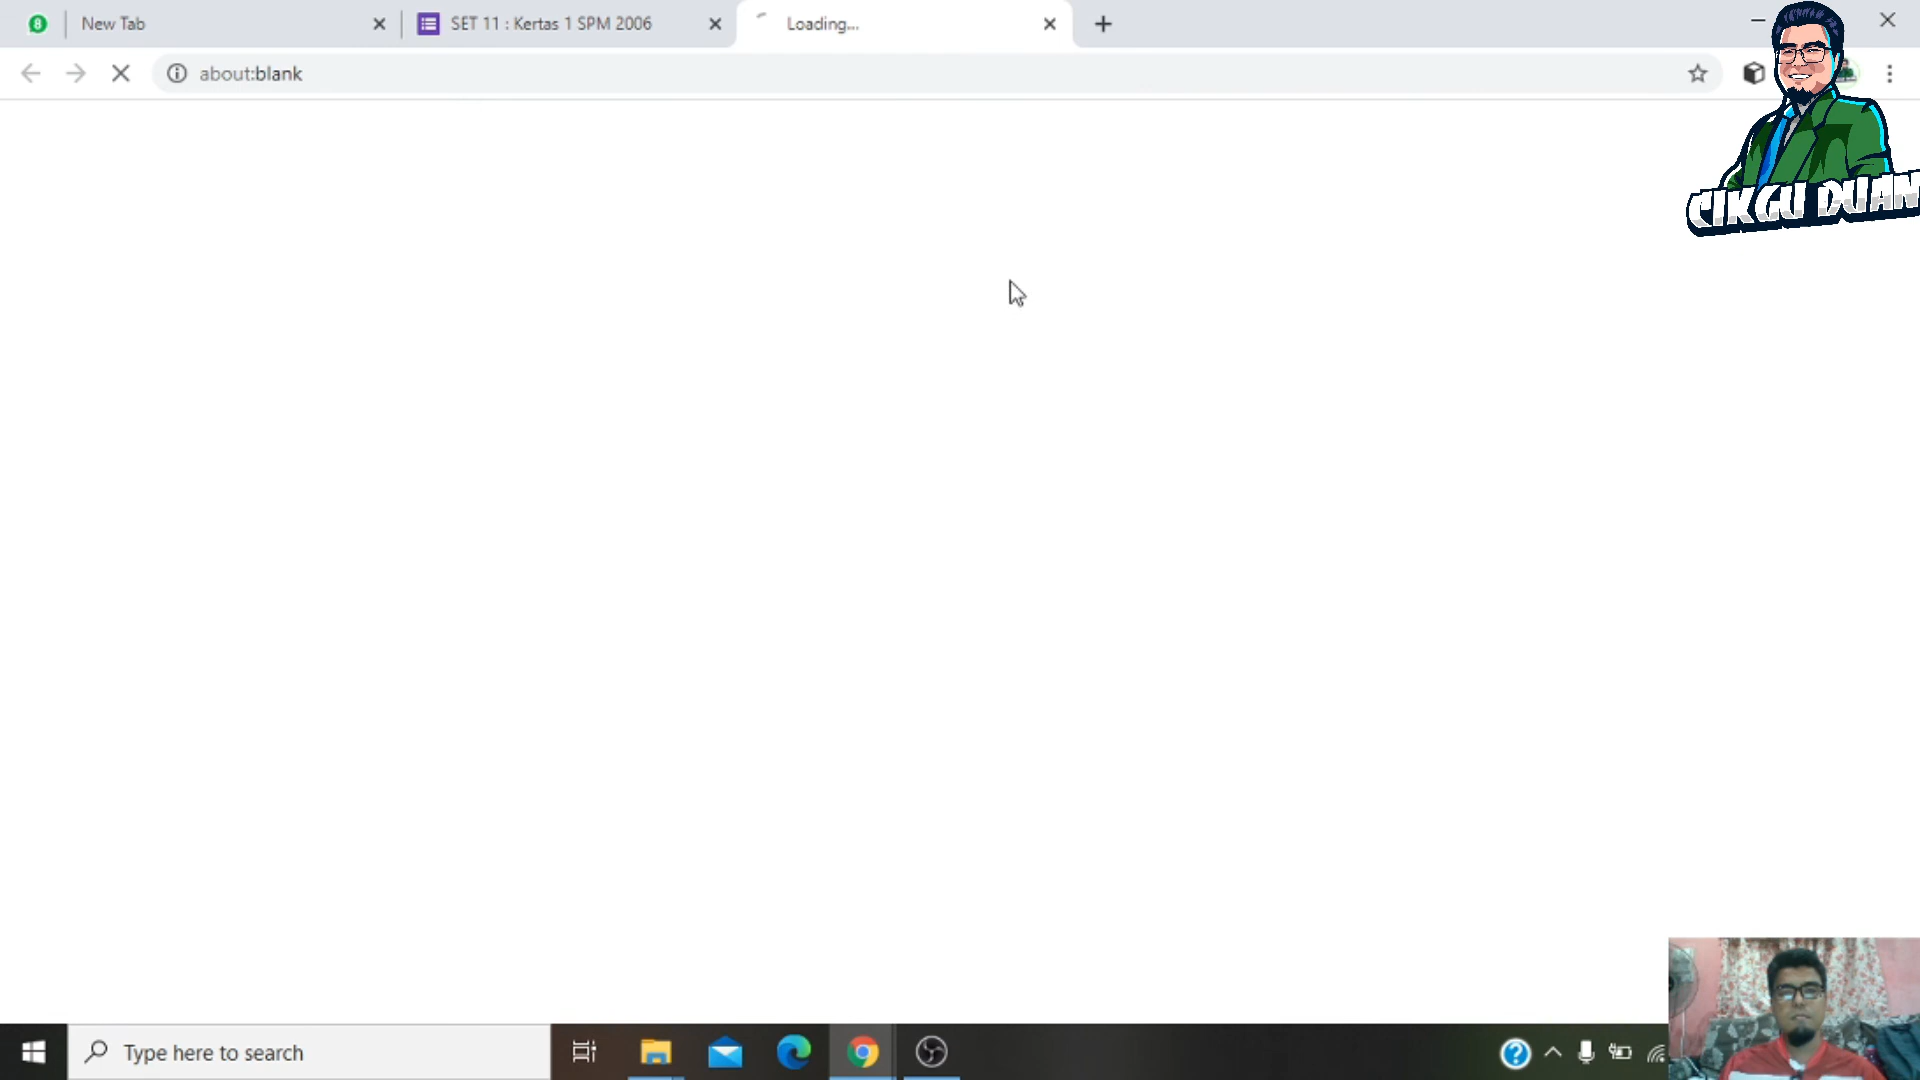 New Tab
SET 11 : Kertas 1 SPM 2006
Loading...
about:blank
CIKGU DUAN
Type here to search